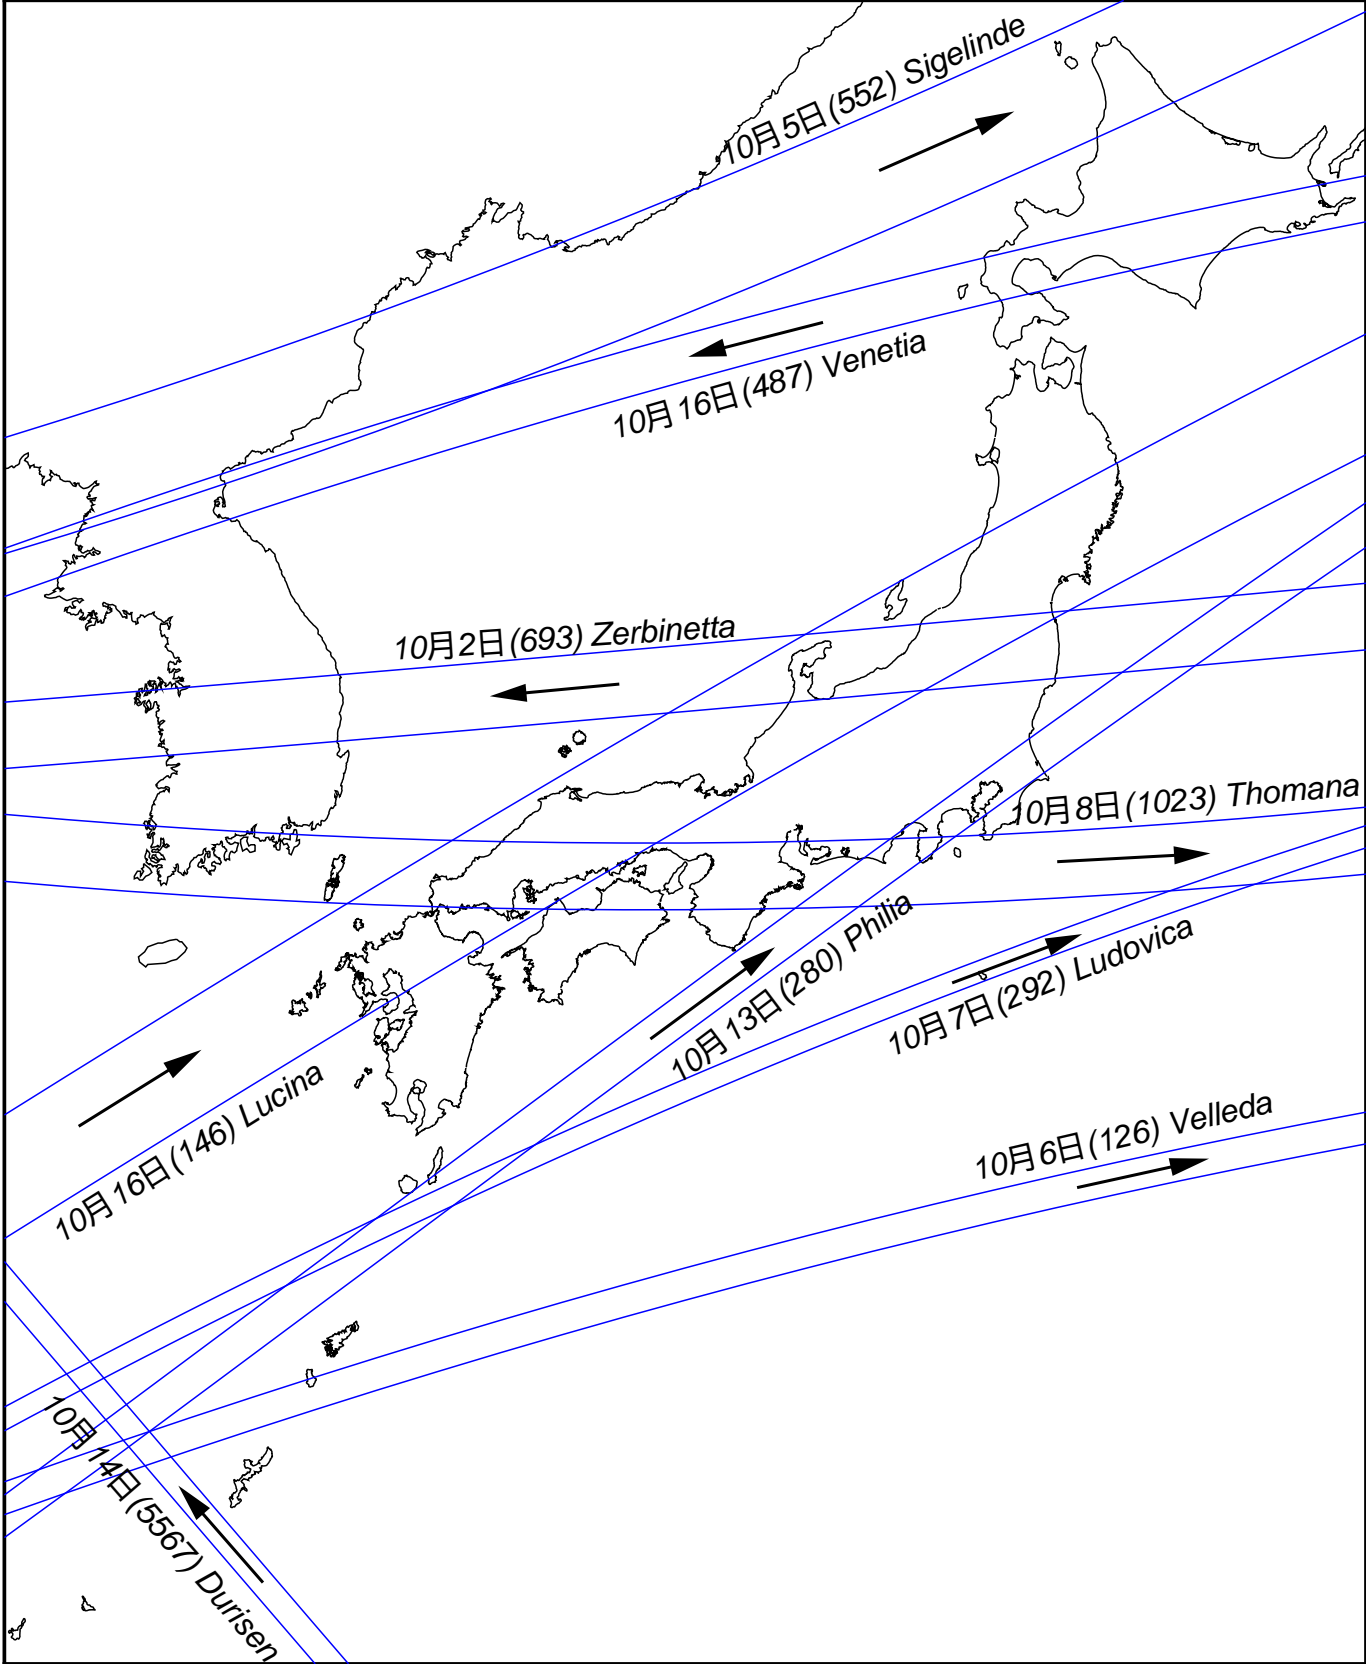 10月5日(552) Sigelinde
10月16日(487) Venetia
10月2日(693) Zerbinetta
10月8日(1023) Thomana
10月13日(280) Philia
10月7日(292) Ludovica
10月16日(146) Lucina
10月6日(126) Velleda
10月14日(5567) Durisen